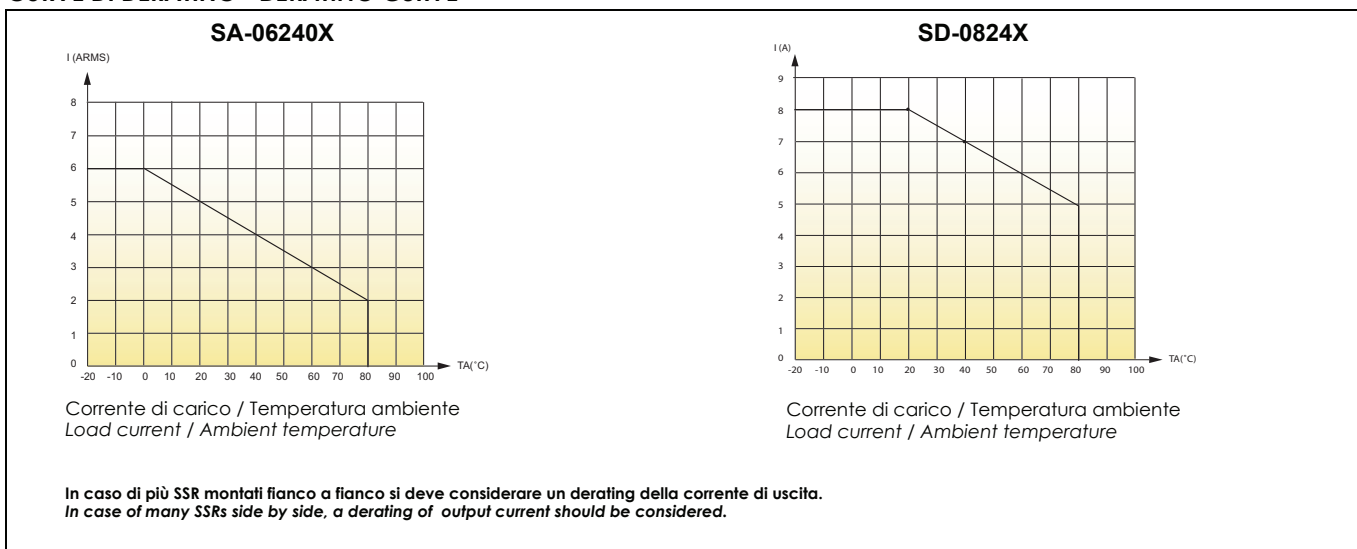 SA-06240X
I (ARMS)
8
7
6
5
4
3
2
1
0
-20 -10 0 10 20 30 40 50 60 70 80 90 100
TA(°C)
Corrente di carico / Temperatura ambiente
Load current / Ambient temperature
SD-0824X
I (A)
9
8
7
6
5
4
3
2
1
0
-20 -10 0 10 20 30 40 50 60 70 80 90 100
TA(°C)
Corrente di carico / Temperatura ambiente
Load current / Ambient temperature
In caso di più SSR montati fianco a fianco si deve considerare un derating della corrente di uscita.
In case of many SSRs side by side, a derating of output current should be considered.